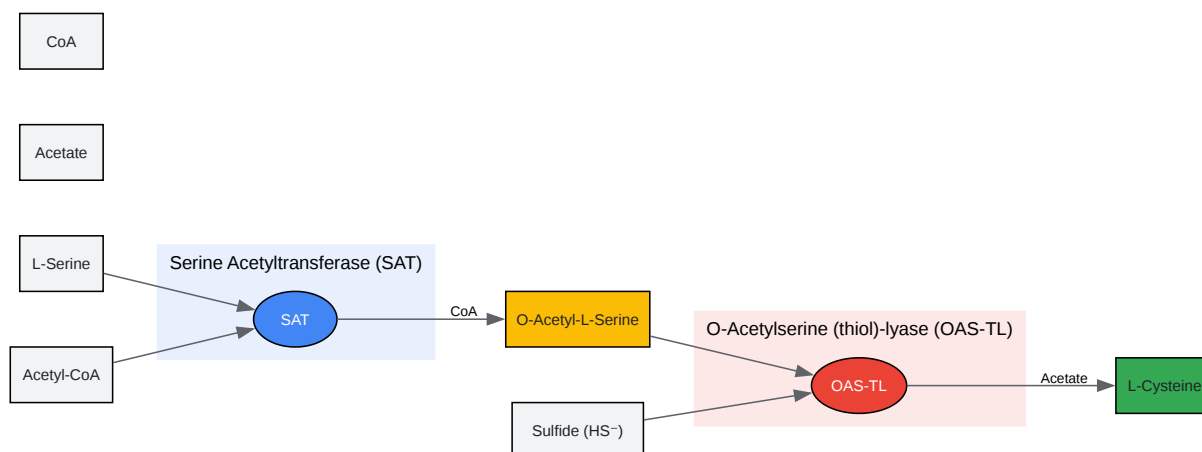 CoA
Acetate
L-Serine
Serine Acetyltransferase (SAT)
SAT
CoA
O-Acetyl-L-Serine
O-Acetylserine (thiol)-lyase (OAS-TL)
Acetyl-CoA
OAS-TL
Acetate
L-Cysteine
Sulfide (HS⁻)